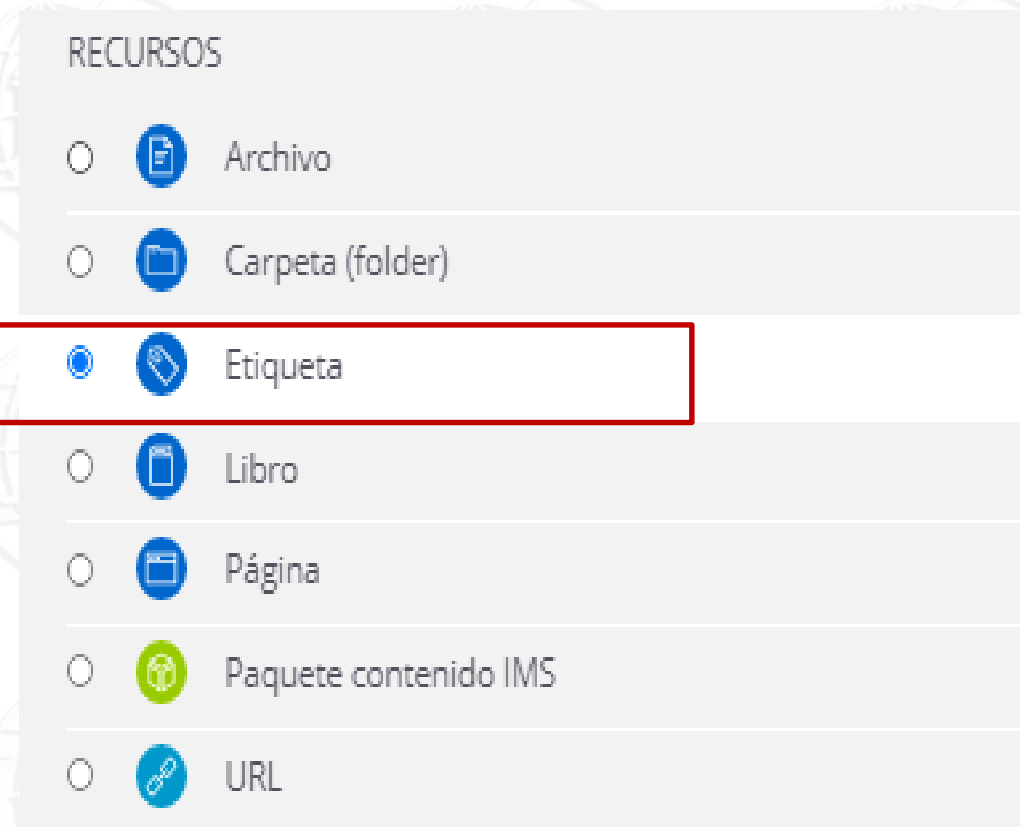 RECURSOS
Archivo
Carpeta (folder)
Etiqueta
Libro
Página
Paquete contenido IMS
URL